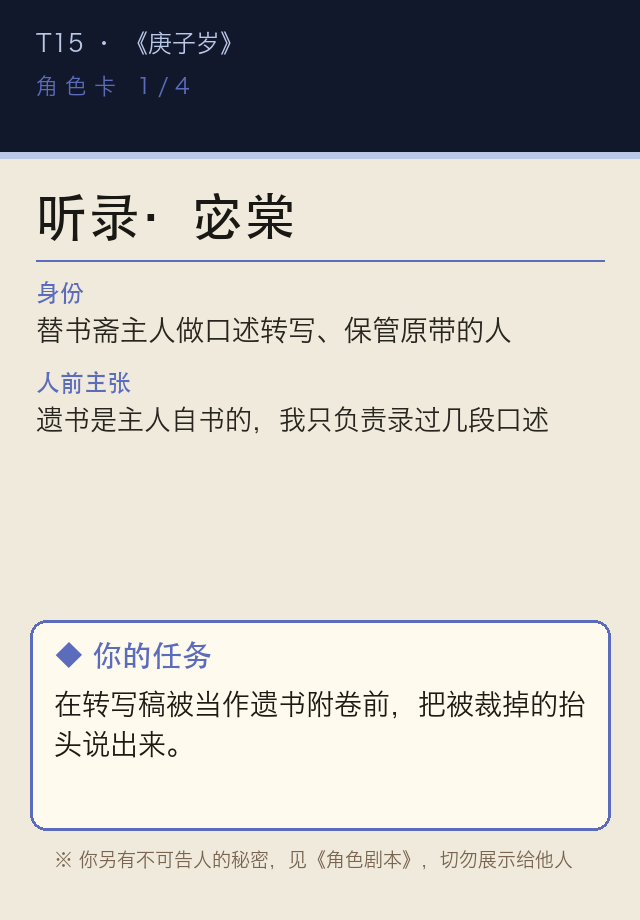 T15 · 《庚子岁》
角色卡 1/4
听录· 宓棠
身份
替书斋主人做口述转写、保管原带的人
人前主张
遗书是主人自书的，我只负责录过几段口述
◆ 你的任务
在转写稿被当作遗书附卷前，把被裁掉的抬
头说出来。
※ 你另有不可告人的秘密，见《角色剧本》，切勿展示给他人